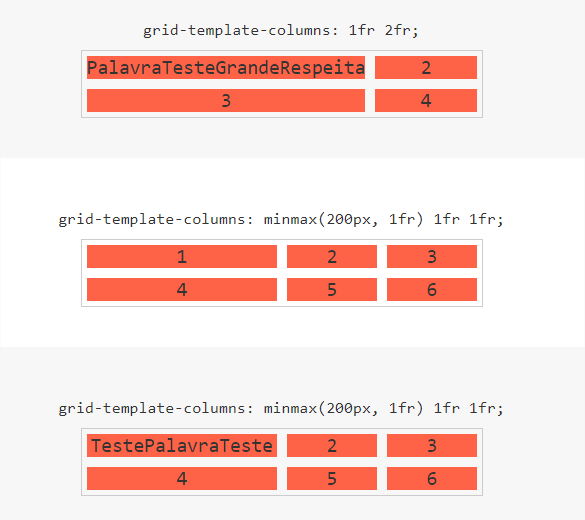 grid-template-columns: 1fr 2fr;
PalavraTesteGrandeRespeita 2
3 4
grid-template-columns: minmax(200px, 1fr) 1fr 1fr;
1 2 3
4 5 6
grid-template-columns: minmax(200px, 1fr) 1fr 1fr;
TestePalavraTeste 2 3
4 5 6